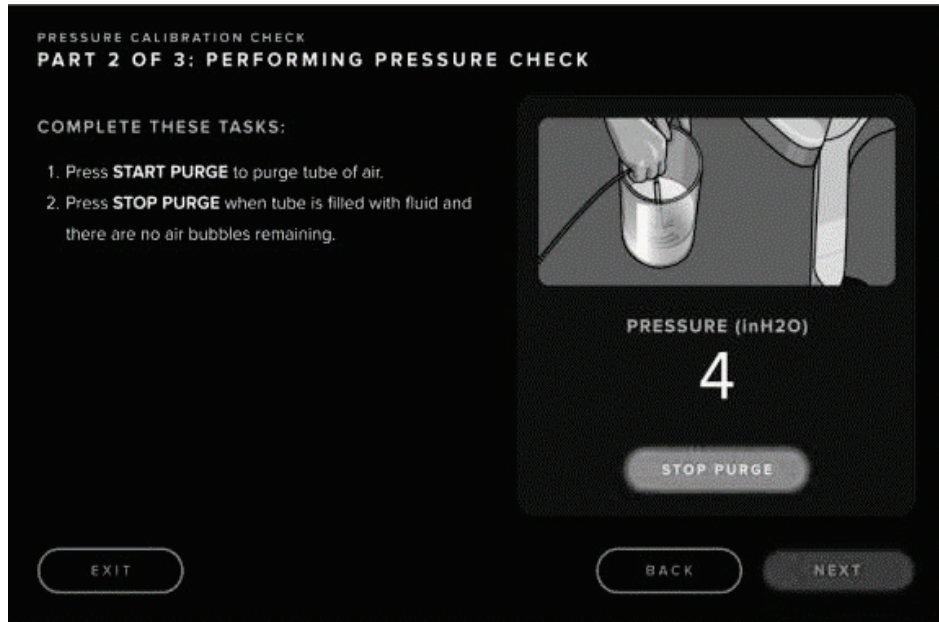 PRESSURE CALIBRATION CHECK
PART 2 OF 3: PERFORMING PRESSURE CHECK
COMPLETE THESE TASKS:
1. Press START PURGE to purge tube of air.
2. Press STOP PURGE when tube is filled with fluid and
there are no air bubbles remaining.
PRESSURE (inH2O)
4
STOP PURGE
EXIT
BACK
NEXT